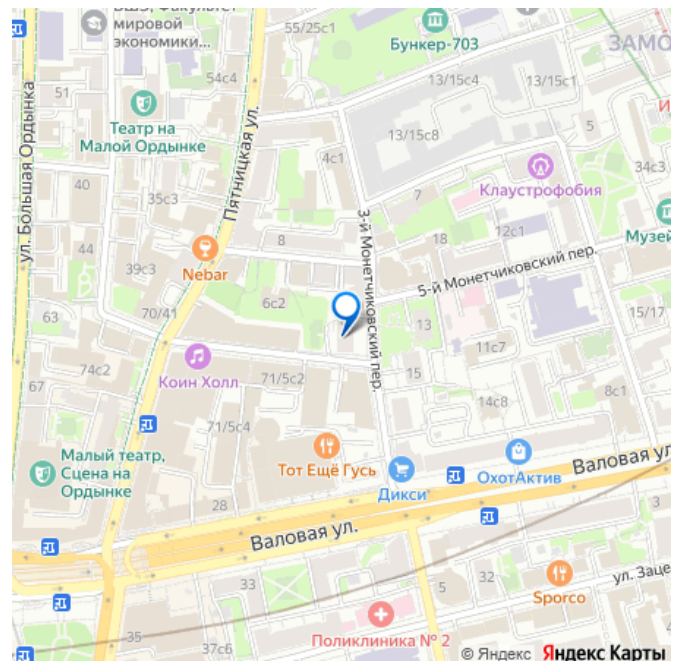 ВШЭ, Факультет
мировой
экономики...
55/25с1
Бункер-703
ЗАМО
54с4
13/15с4
13/15с1
51
Театр на
Малой Ордынке
13/15с8
5
ул. Большая Ордынка
Пятницкая ул.
4с1
34с3
Клаустрофобия
40
35с3
7
3-й Монетчиковский пер.
12с1
Музей
44
8
18
39с3
Nebar
5-й Монетчиковский пер.
6с2
63
70/41
13
15/17
74с2
Коин Холл
11с7
67
71/5с2
15
14с8
8с1
71/5с4
Малый театр,
Сцена на
Ордынке
Тот Ещё Гусь
Дикси
ОхотАктив
Валовая ул
28
3
Валовая ул.
33
5
32
ул. Заце
Sporco
35
37с6
Поликлиника № 2
© Яндекс Яндекс Карты